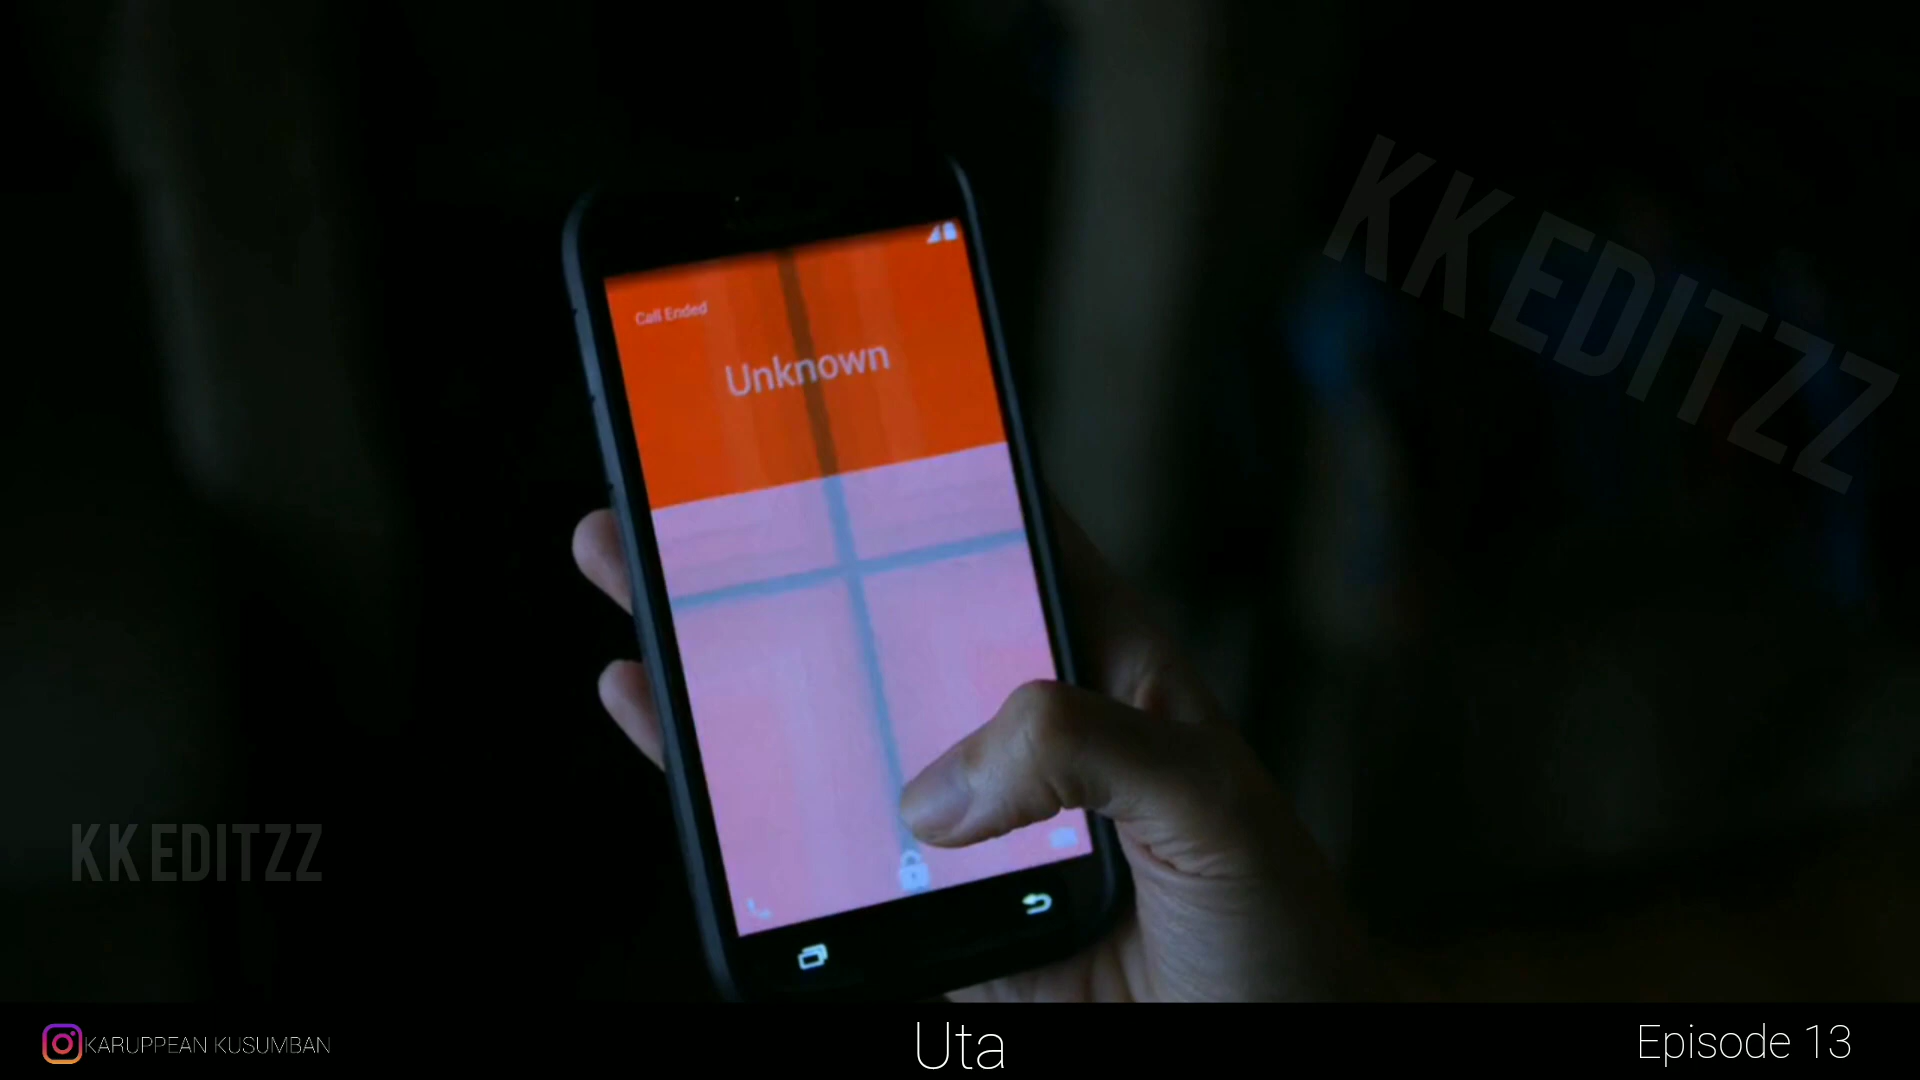 KK EDITZZ
Call Ended
Unknown
KK EDITZZ
KARUPPEAN KUSUMBAN
Uta
Episode 13